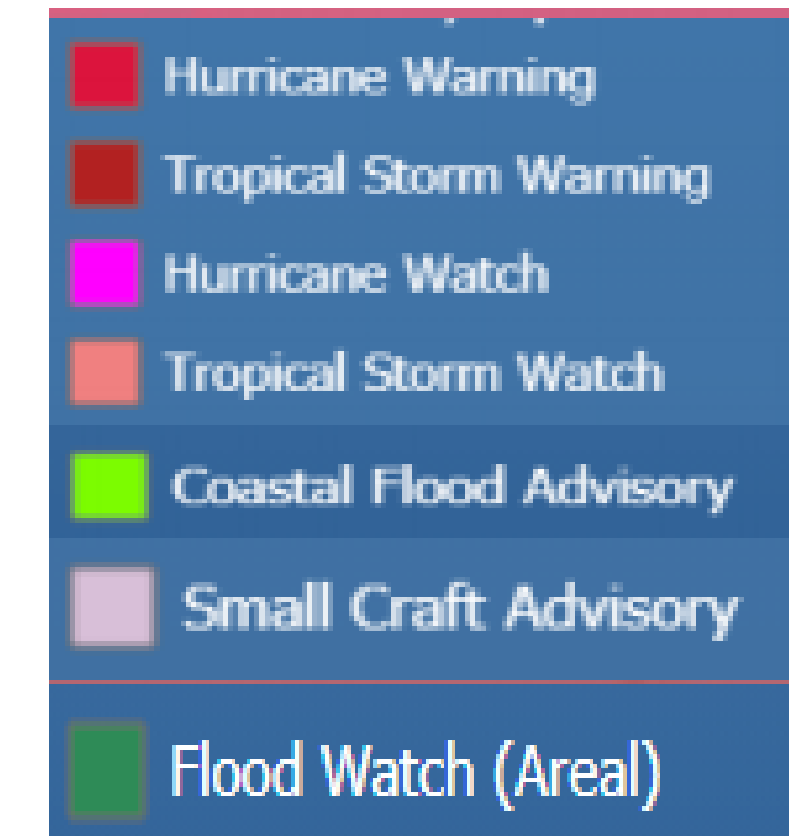 Hurricane Warning
Tropical Storm Warning
Hurricane Watch
Tropical Storm Watch
Coastal Flood Advisory
Small Craft Advisory
Flood Watch (Areal)